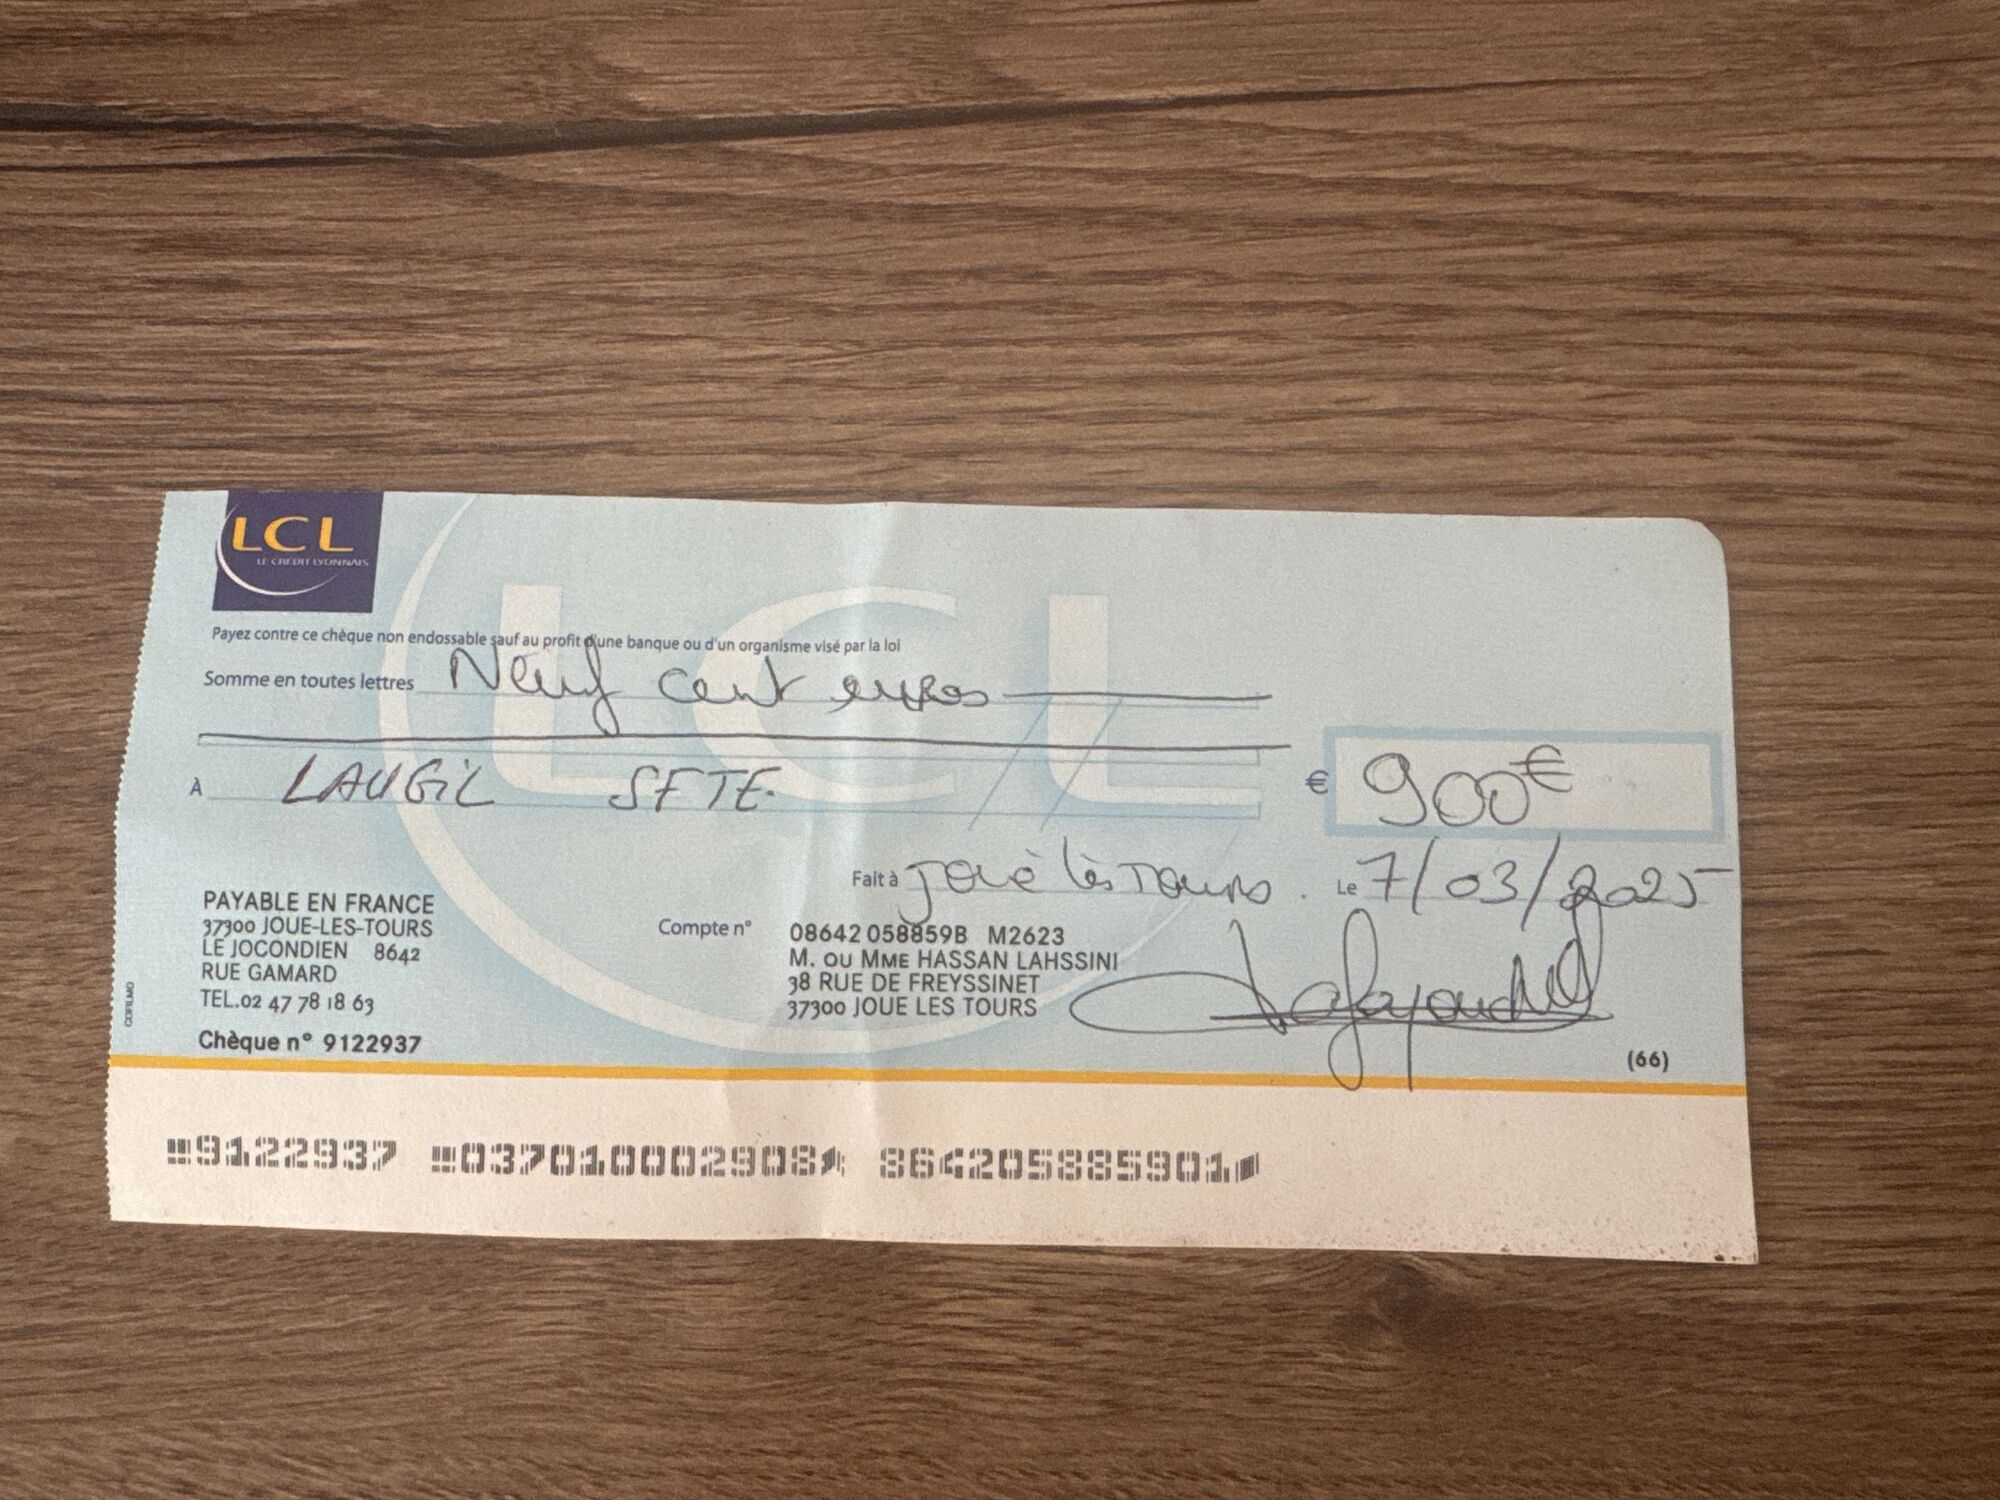 LCL
LE CRÉDIT LYONNAIS
Payez contre ce chèque non endossable sauf au profit d'une banque ou d'un organisme visé par la loi
Somme en toutes lettres Neuf cent euros
À LAUGIL SETE.
€ 900€
Fait à Joué lès Tours. Le 7/03/2025
PAYABLE EN FRANCE
37300 JOUE-LES-TOURS
LE JOCONDIEN 8642
RUE GAMARD
TEL.02 47 78 18 63
Compte n° 08642 058859B M2623
M. OU MME HASSAN LAHSSINI
38 RUE DE FREYSSINET
37300 JOUE LES TOURS
Chèque n° 9122937
(66)
9122937 037010002908 864205885901